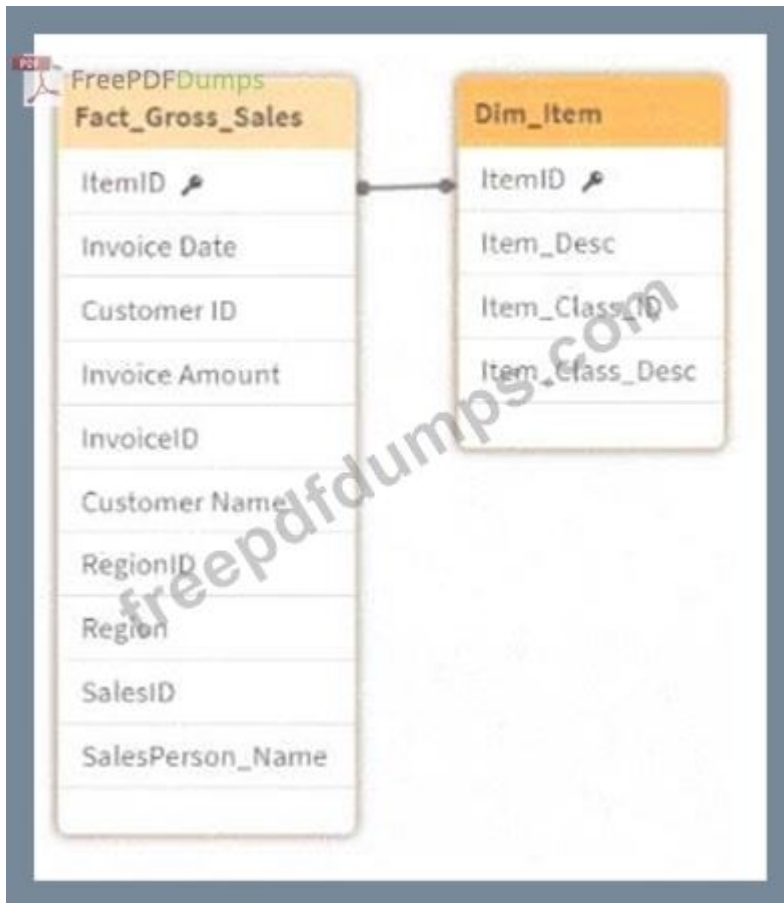 PDF
FreePDFDumps
Fact_Gross_Sales
ItemID
Invoice Date
Customer ID
Invoice Amount
InvoiceID
Customer Name
RegionID
Region
SalesID
SalesPerson_Name
Dim_Item
ItemID
Item_Desc
Item_Class_ID
Item_Class_Desc
freepdfdumps.com